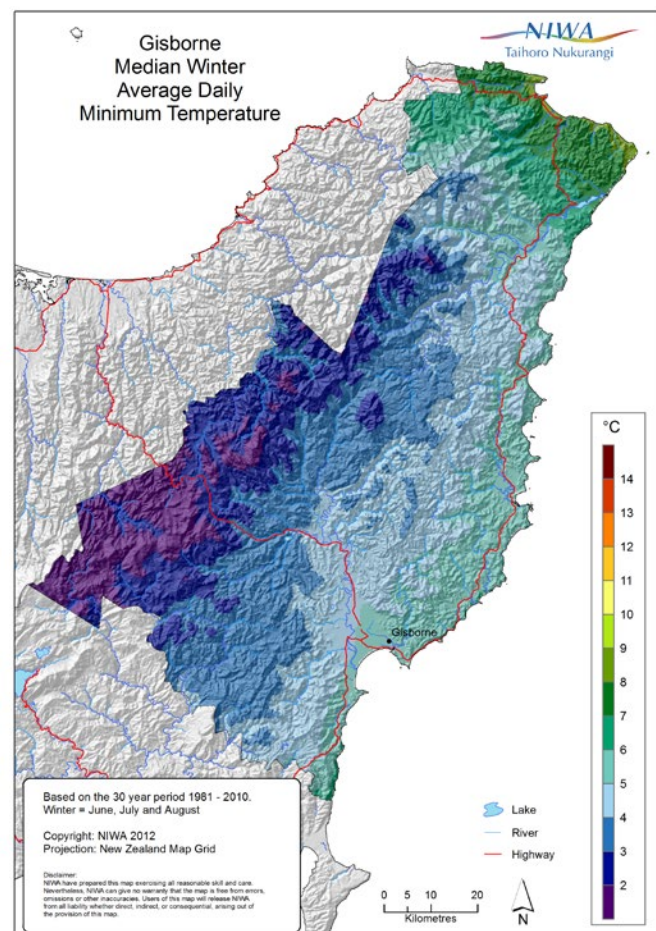 Gisborne
Median Winter
Average Daily
Minimum Temperature
NIWA
Taihoro Nukurangi
Gisborne
°C
14
13
12
11
10
9
8
7
6
5
4
3
2
Based on the 30 year period 1981 - 2010.
Winter = June, July and August
Copyright: NIWA 2012
Projection: New Zealand Map Grid
Disclaimer:
NIWA have prepared this map exercising all reasonable skill and care.
Nevertheless, NIWA can give no warranty that the map is free from errors,
omissions or other inaccuracies. Users of this map will release NIWA
from all liability whether direct, indirect, or consequential, arising out of
the provision of this map.
Lake
River
Highway
0 5 10 20
Kilometres
N